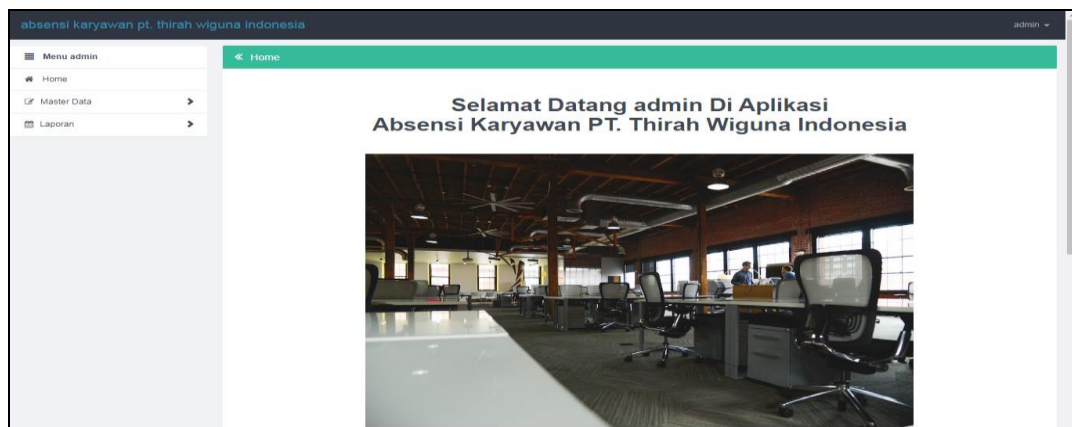 absensi karyawan pt. thirah wiguna indonesia
admin
Menu admin
Home
Master Data
Laporan
Home
Selamat Datang admin Di Aplikasi
Absensi Karyawan PT. Thirah Wiguna Indonesia